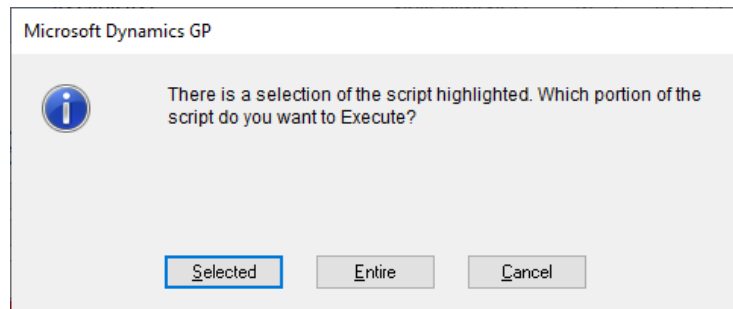 Microsoft Dynamics GP
There is a selection of the script highlighted. Which portion of the
script do you want to Execute?
Selected
Entire
Cancel